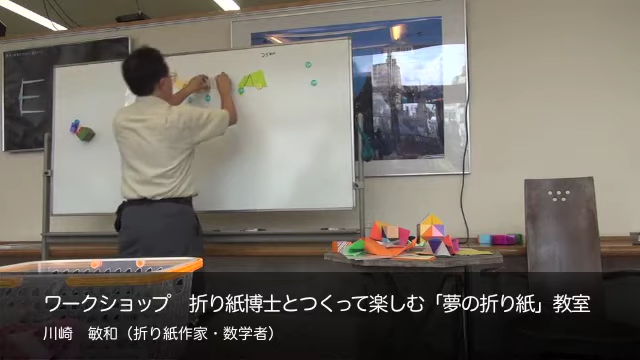 ワークショップ　折り紙博士とつくって楽しむ「夢の折り紙」教室
川崎　敏和（折り紙作家・数学者）